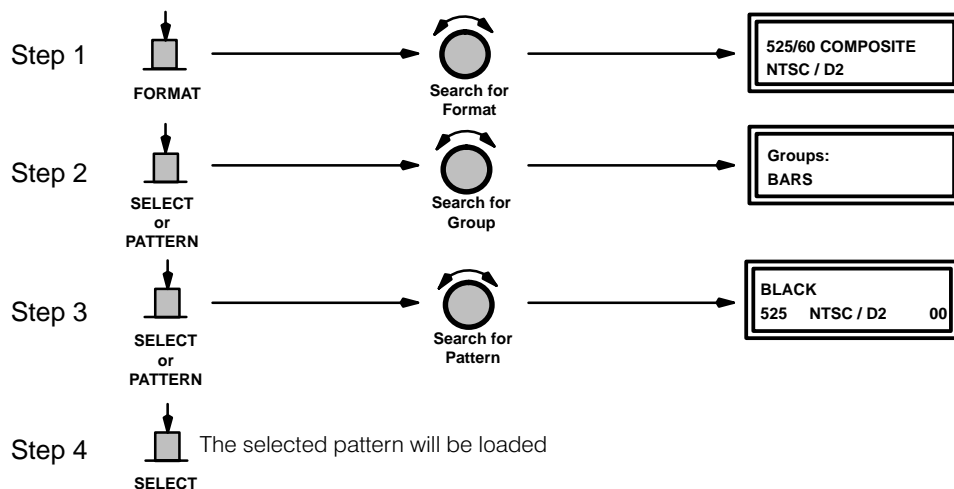 Step 1
FORMAT
Search for
Format
525/60 COMPOSITE
NTSC / D2
Step 2
SELECT
or
PATTERN
Search for
Group
Groups:
BARS
Step 3
SELECT
or
PATTERN
Search for
Pattern
BLACK
525 NTSC / D2 00
Step 4
SELECT
The selected pattern will be loaded